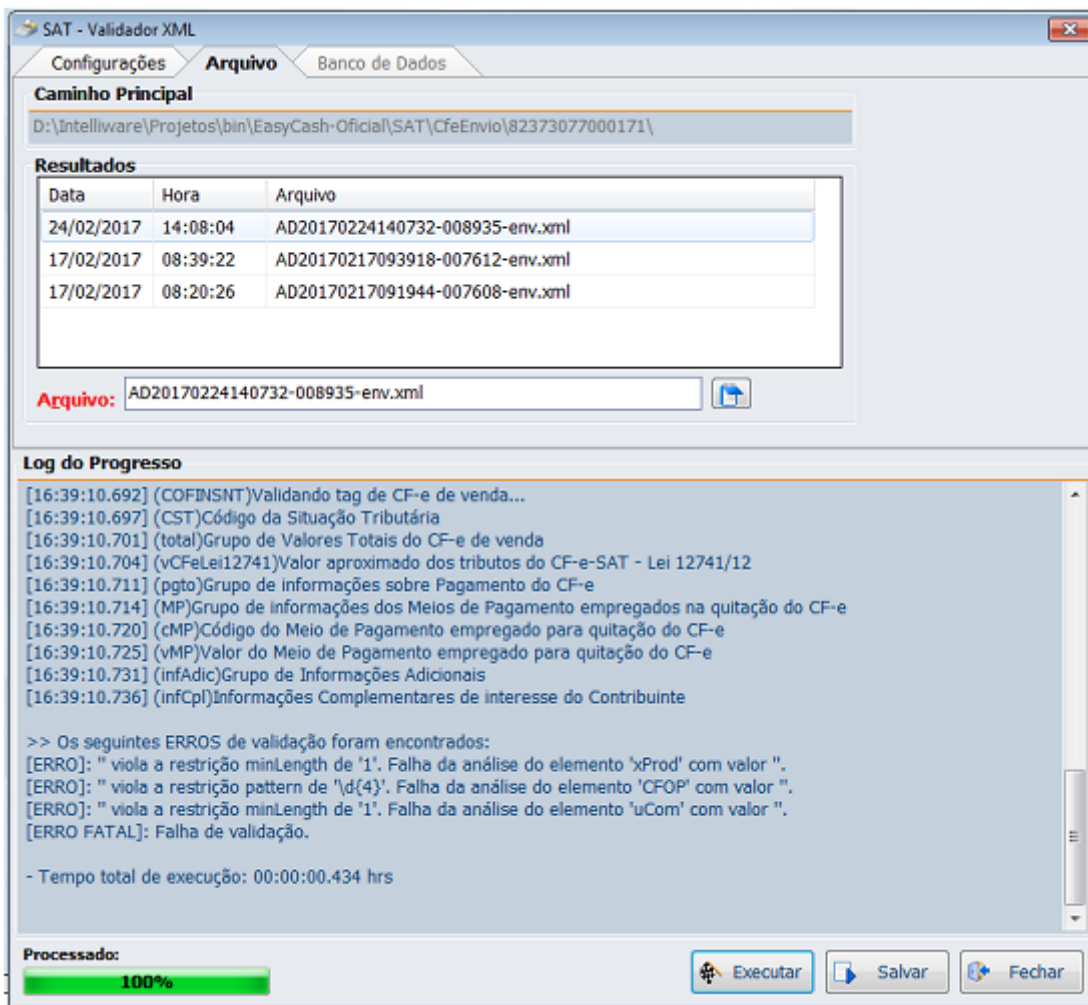 SAT - Validador XML
Configurações Arquivo Banco de Dados
Caminho Principal
D:\Intelliware\Projetos\bin\EasyCash-Oficial\SAT\CfeEnvio\82373077000171\
Resultados
Data Hora Arquivo
24/02/2017 14:08:04 AD20170224140732-008935-env.xml
17/02/2017 08:39:22 AD20170217093918-007612-env.xml
17/02/2017 08:20:26 AD20170217091944-007608-env.xml
Arquivo: AD20170224140732-008935-env.xml
Log do Progresso
[16:39:10.692] (COFINSNT)Validando tag de CF-e de venda...
[16:39:10.697] (CST)Código da Situação Tributária
[16:39:10.701] (total)Grupo de Valores Totais do CF-e de venda
[16:39:10.704] (vCFeLei12741)Valor aproximado dos tributos do CF-e-SAT - Lei 12741/12
[16:39:10.711] (pgto)Grupo de informações sobre Pagamento do CF-e
[16:39:10.714] (MP)Grupo de informações dos Meios de Pagamento empregados na quitação do CF-e
[16:39:10.720] (cMP)Código do Meio de Pagamento empregado para quitação do CF-e
[16:39:10.725] (vMP)Valor do Meio de Pagamento empregado para quitação do CF-e
[16:39:10.731] (infAdic)Grupo de Informações Adicionais
[16:39:10.736] (infCpl)Informações Complementares de interesse do Contribuinte
>> Os seguintes ERROS de validação foram encontrados:
[ERRO]: '' viola a restrição minLength de '1'. Falha da análise do elemento 'xProd' com valor ''.
[ERRO]: '' viola a restrição pattern de '\d{4}'. Falha da análise do elemento 'CFOP' com valor ''.
[ERRO]: '' viola a restrição minLength de '1'. Falha da análise do elemento 'uCom' com valor ''.
[ERRO FATAL]: Falha de validação.
- Tempo total de execução: 00:00:00.434 hrs
Processado:
100%
Executar Salvar Fechar